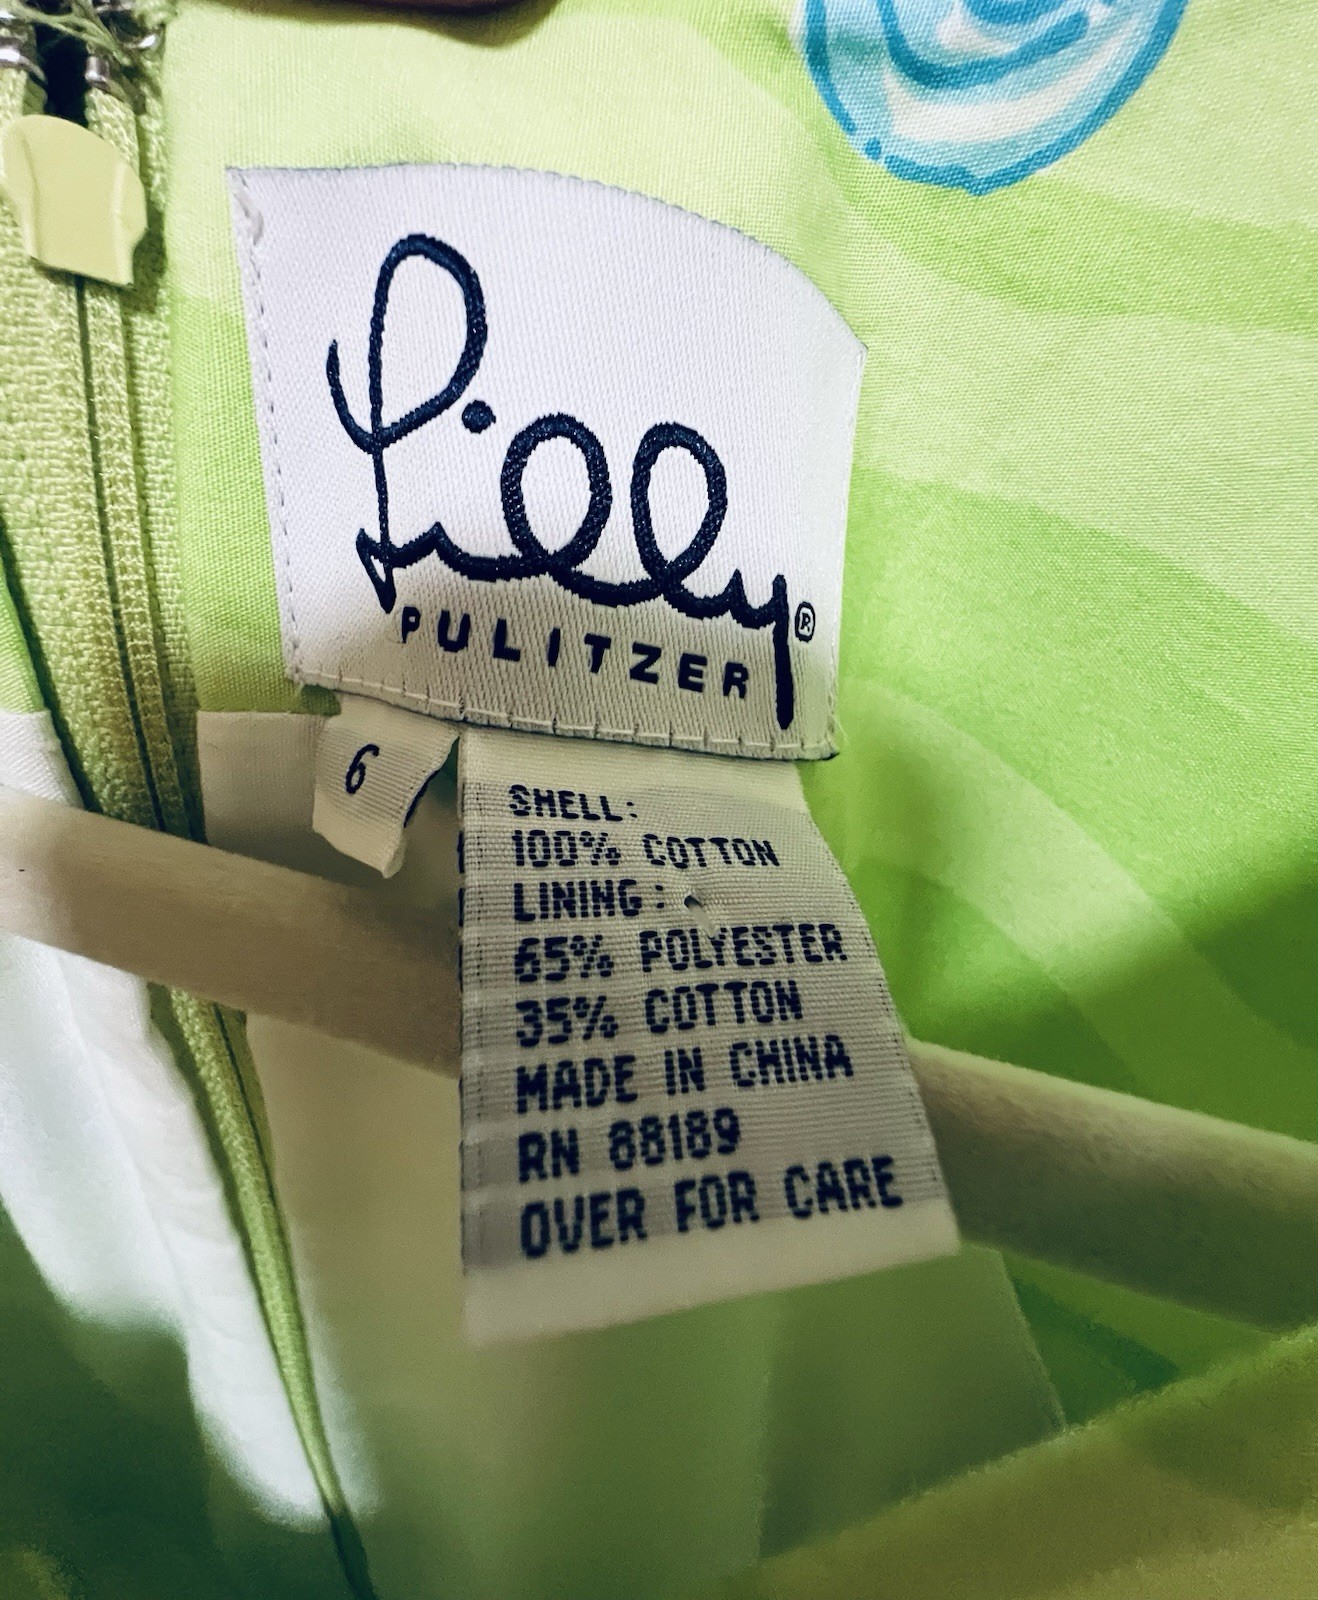 Lilly®
PULITZER
6
SHELL:
100% COTTON
LINING:
65% POLYESTER
35% COTTON
MADE IN CHINA
RN 88189
OVER FOR CARE